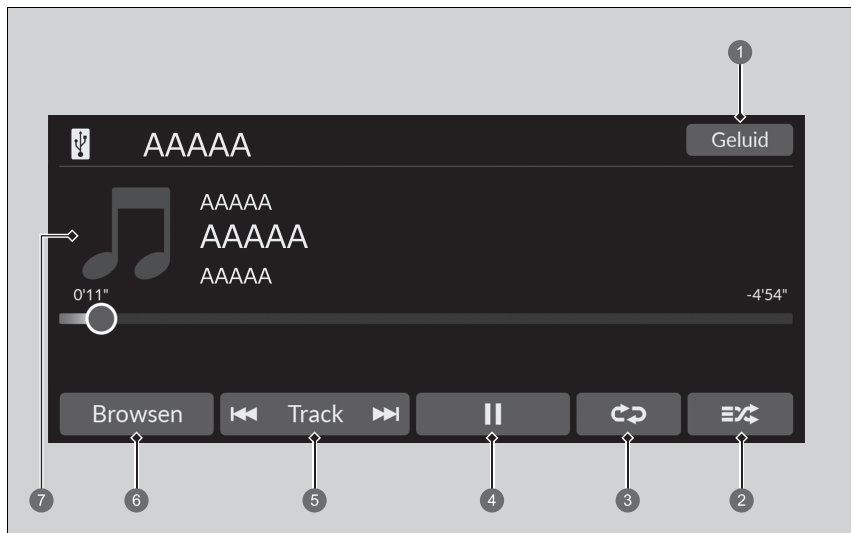 1
AAAAA
Geluid
AAAAA
AAAAA
AAAAA
7
0'11"
-4'54"
Browsen
Track
6
5
4
3
2